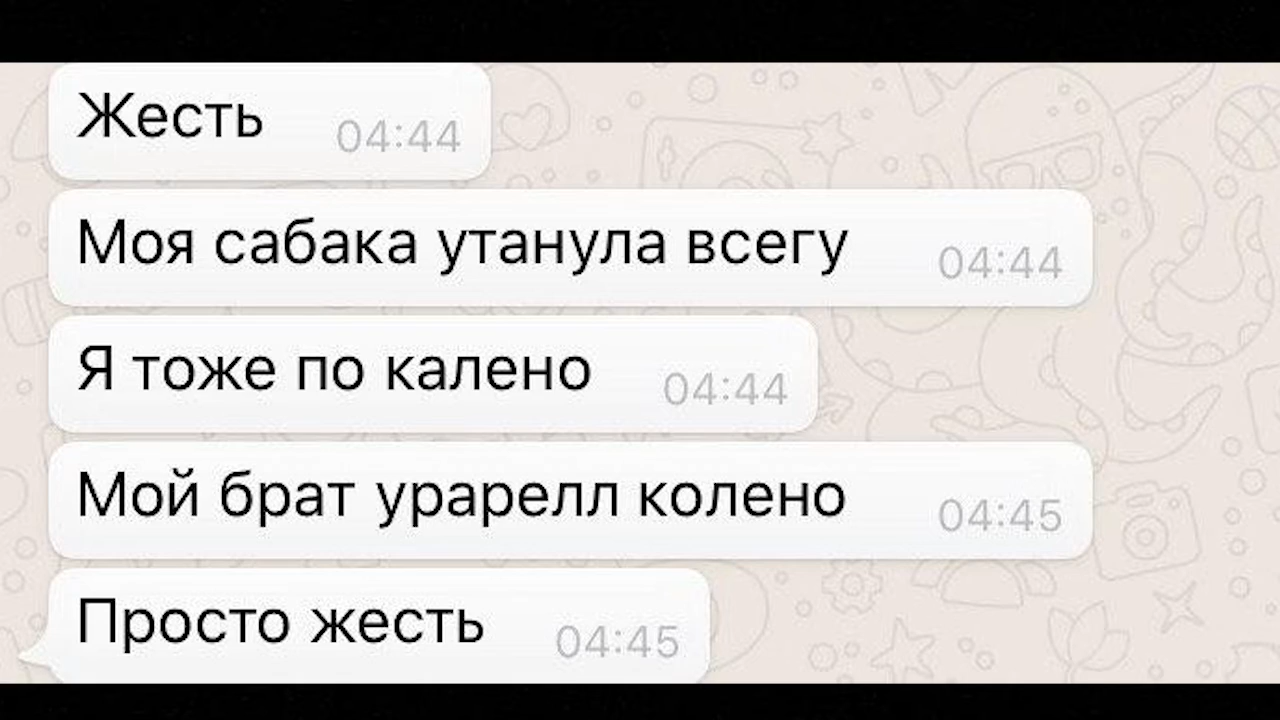 Жесть 04:44
Моя сабака утанула всегу 04:44
Я тоже по калено 04:44
Мой брат урарелл колено 04:45
Просто жесть 04:45